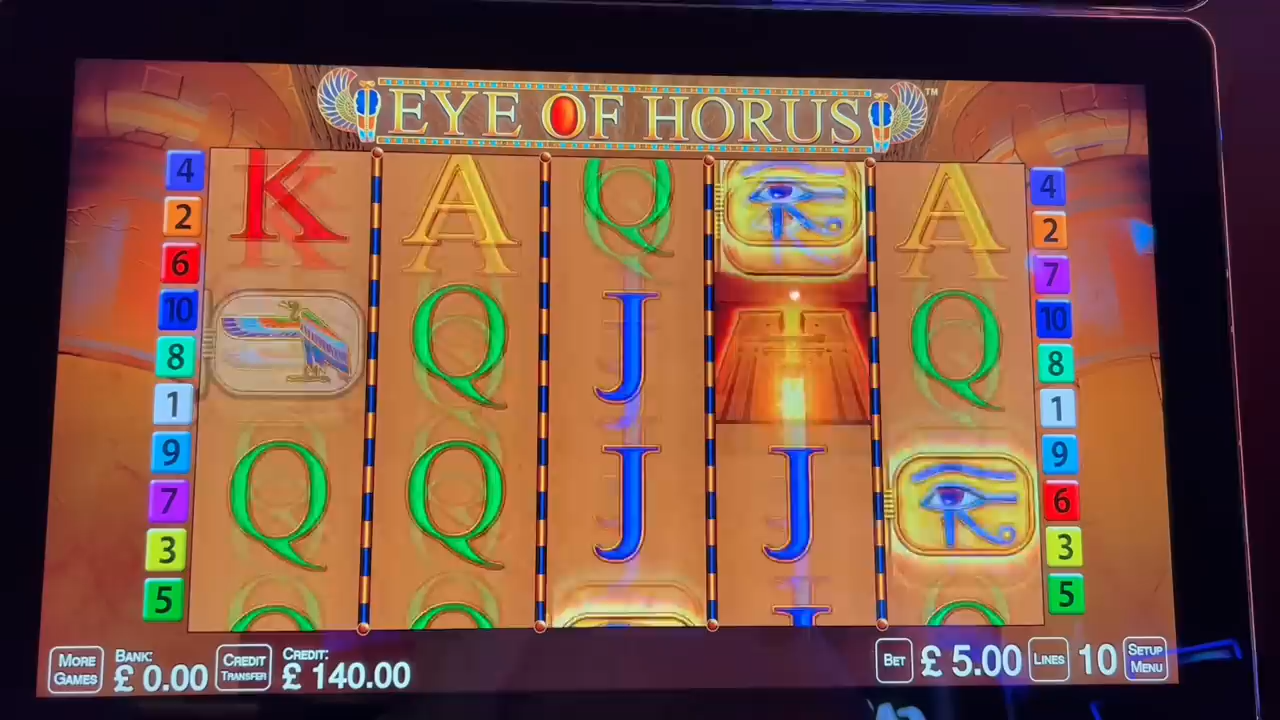 EYE OF HORUS™
4 K A Q A 4
2 2
6 7
10 Q J Q 10
8 8
1 1
9 9
7 Q Q J J 6
3 3
5 Q Q J Q 5
MORE GAMES BANK: £ 0.00 CREDIT TRANSFER CREDIT: £ 140.00 BET £ 5.00 LINES 10 SETUP MENU